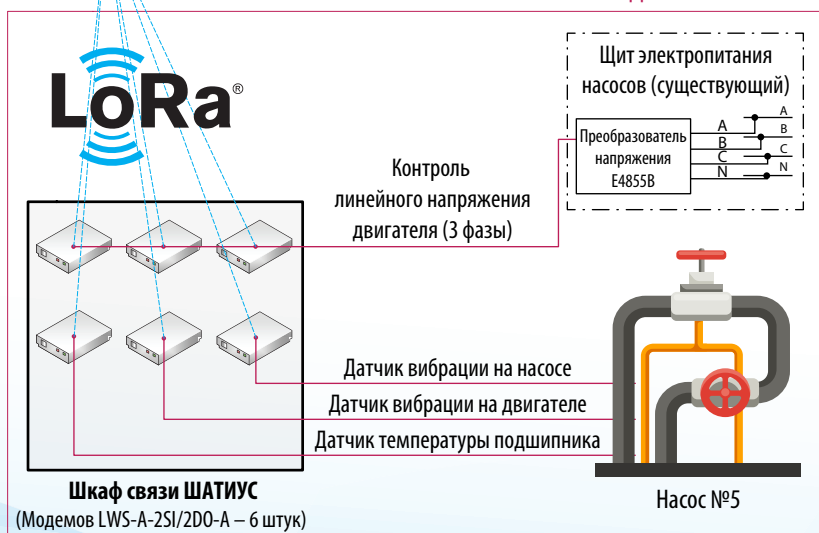 LoRa®
Щит электропитания
насосов (существующий)
Преобразователь
напряжения
E4855B
A
B
C
N
A
B
C
N
Контроль
линейного напряжения
двигателя (3 фазы)
Датчик вибрации на насосе
Датчик вибрации на двигателе
Датчик температуры подшипника
Шкаф связи ШАТИУС
(Модемов LWS-A-2SI/2DO-A – 6 штук)
Насос №5